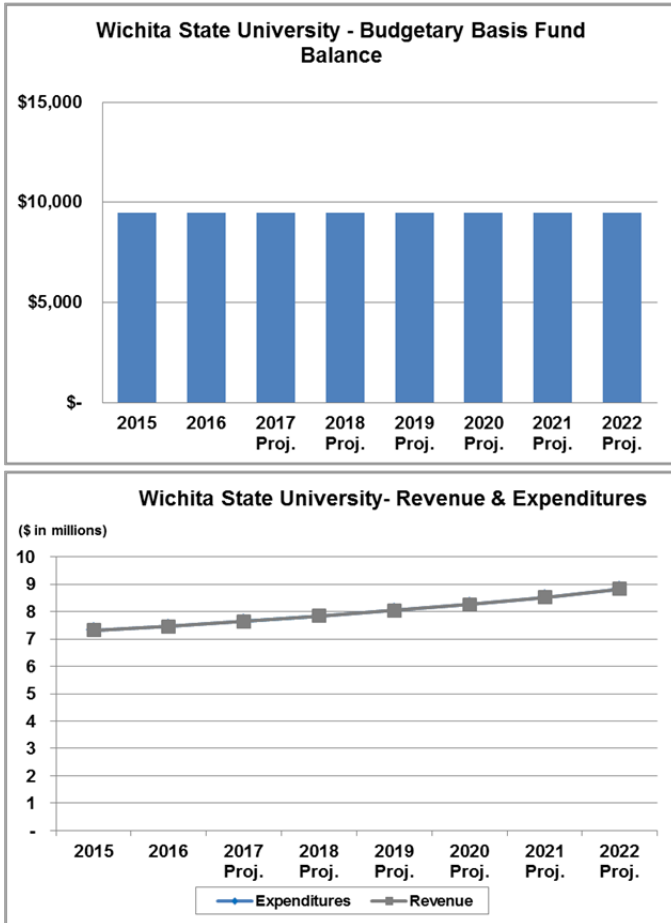 Wichita State University - Budgetary Basis Fund
Balance
$15,000
$10,000
$5,000
$-
2015 2016 2017 2018 2019 2020 2021 2022
Proj. Proj. Proj. Proj. Proj. Proj.
Wichita State University- Revenue & Expenditures
($ in millions)
10
9
8
7
6
5
4
3
2
1
-
2015 2016 2017 2018 2019 2020 2021 2022
Proj. Proj. Proj. Proj. Proj. Proj.
Expenditures Revenue